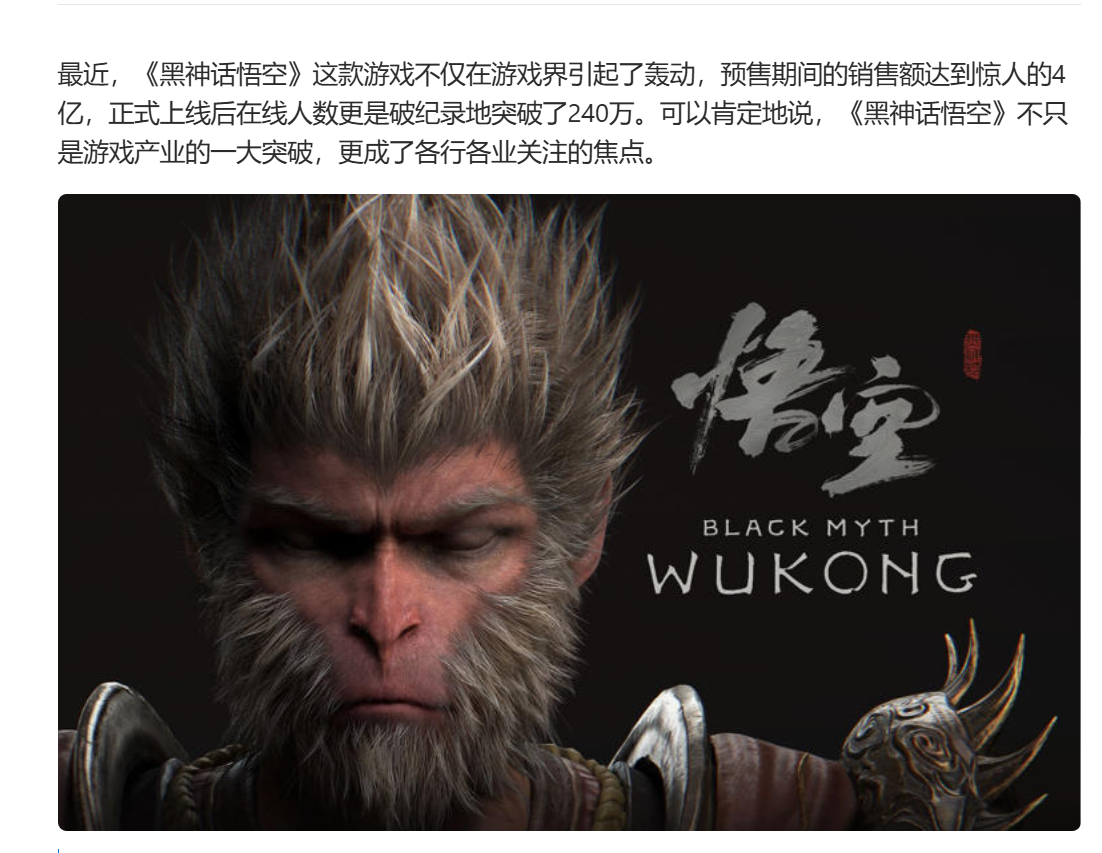 最近，《黑神话悟空》这款游戏不仅在游戏界引起了轰动，预售期间的销售额达到惊人的4
亿，正式上线后在线人数更是破纪录地突破了240万。可以肯定地说，《黑神话悟空》不只
是游戏产业的一大突破，更成了各行各业关注的焦点。
悟空
BLACK MYTH
WUKONG